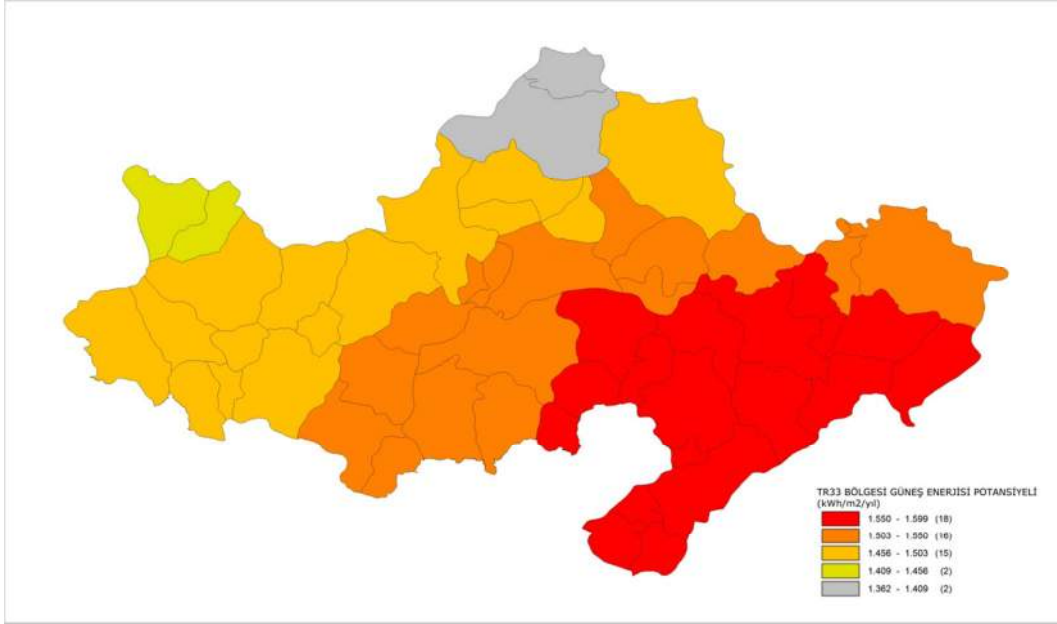 TR33 BÖLGESİ GÜNEŞ ENERJİSİ POTANSİYELİ
(kWh/m2/yıl)
1.550 - 1.599 (18)
1.503 - 1.550 (16)
1.456 - 1.503 (15)
1.409 - 1.456 (2)
1.362 - 1.409 (2)